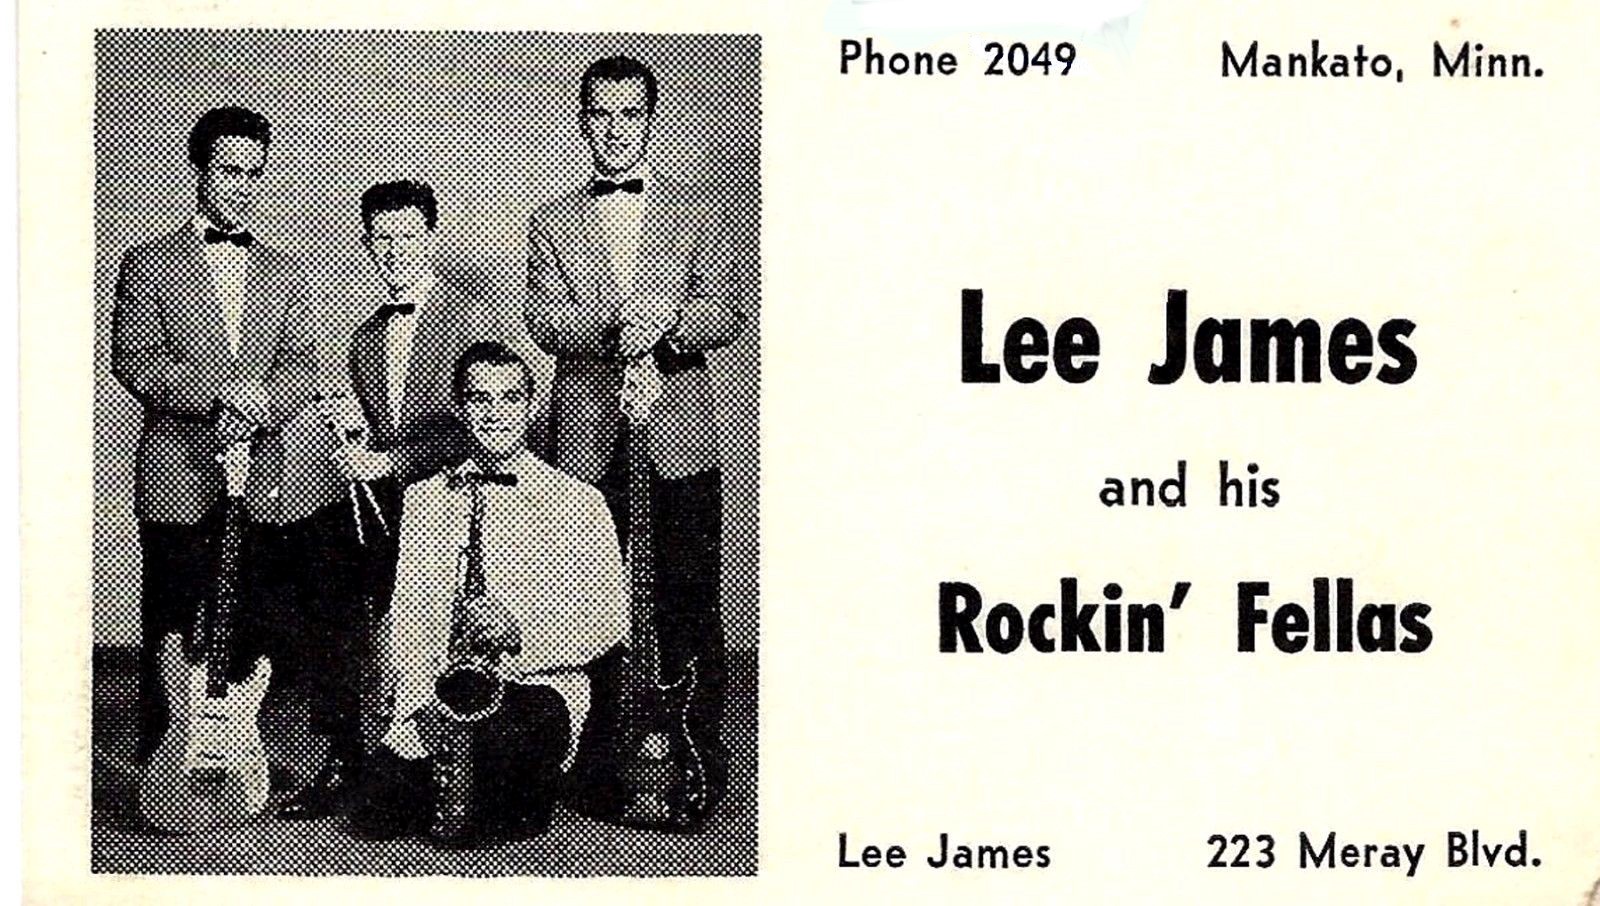 Phone 2049 Mankato, Minn.
Lee James
and his
Rockin' Fellas
Lee James 223 Meray Blvd.